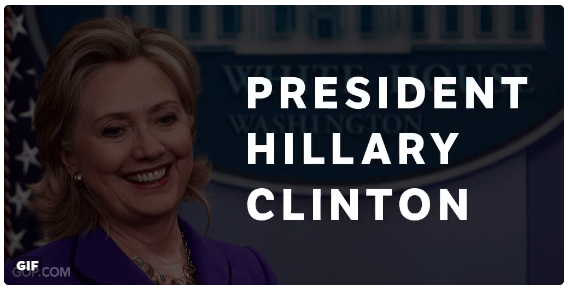 WHITE HOUSE
WASHINGTON
PRESIDENT
HILLARY
CLINTON
GIF
GOP.COM